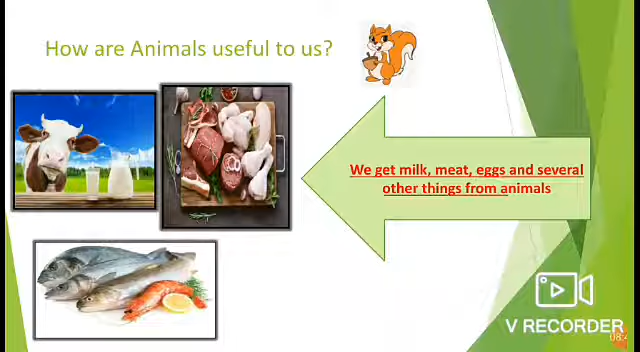 How are Animals useful to us?
We get milk, meat, eggs and several
other things from animals
V RECORDER